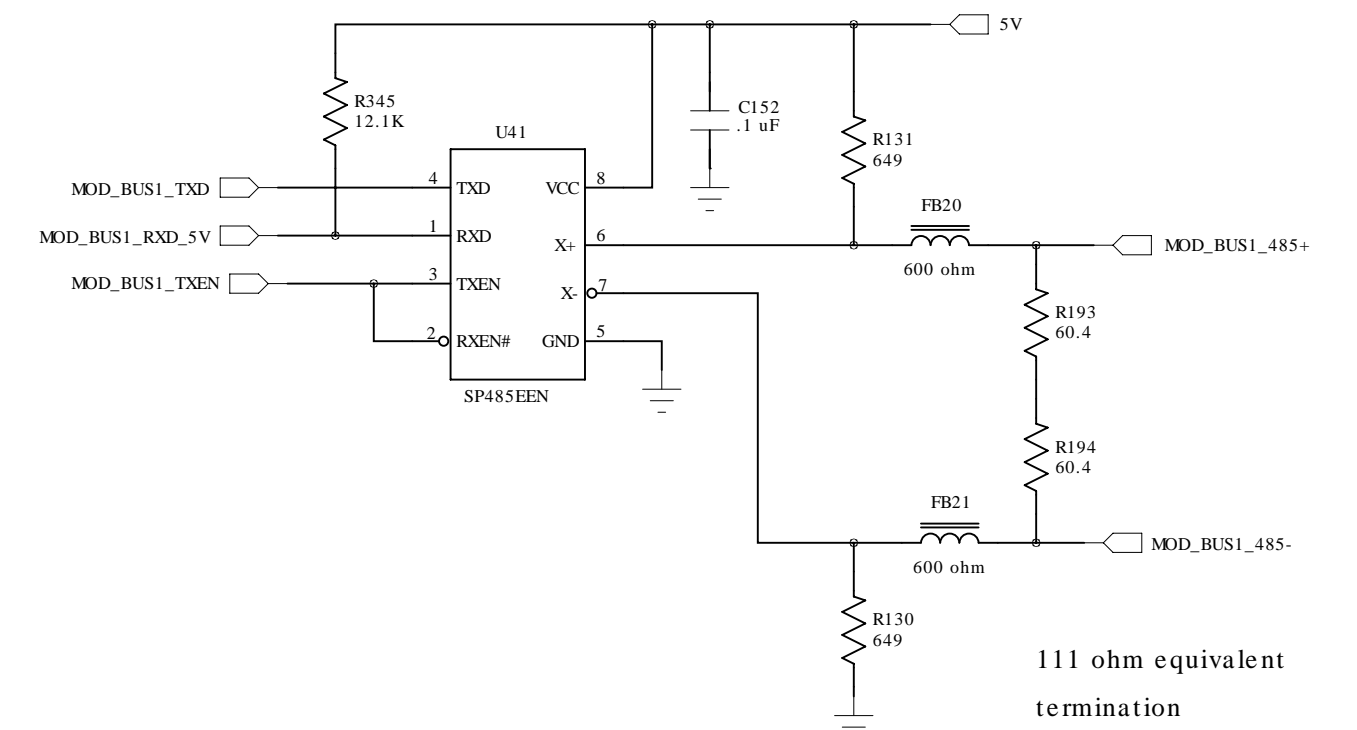 5V
R345
12.1K
C152
.1 uF
U41
R131
649
MOD_BUS1_TXD
4
TXD
VCC
8
FB20
MOD_BUS1_RXD_5V
1
RXD
X+
6
MOD_BUS1_485+
600 ohm
MOD_BUS1_TXEN
3
TXEN
X-
7
R193
60.4
2
RXEN#
GND
5
SP485EEN
R194
60.4
FB21
MOD_BUS1_485-
600 ohm
R130
649
111 ohm equivalent
termination